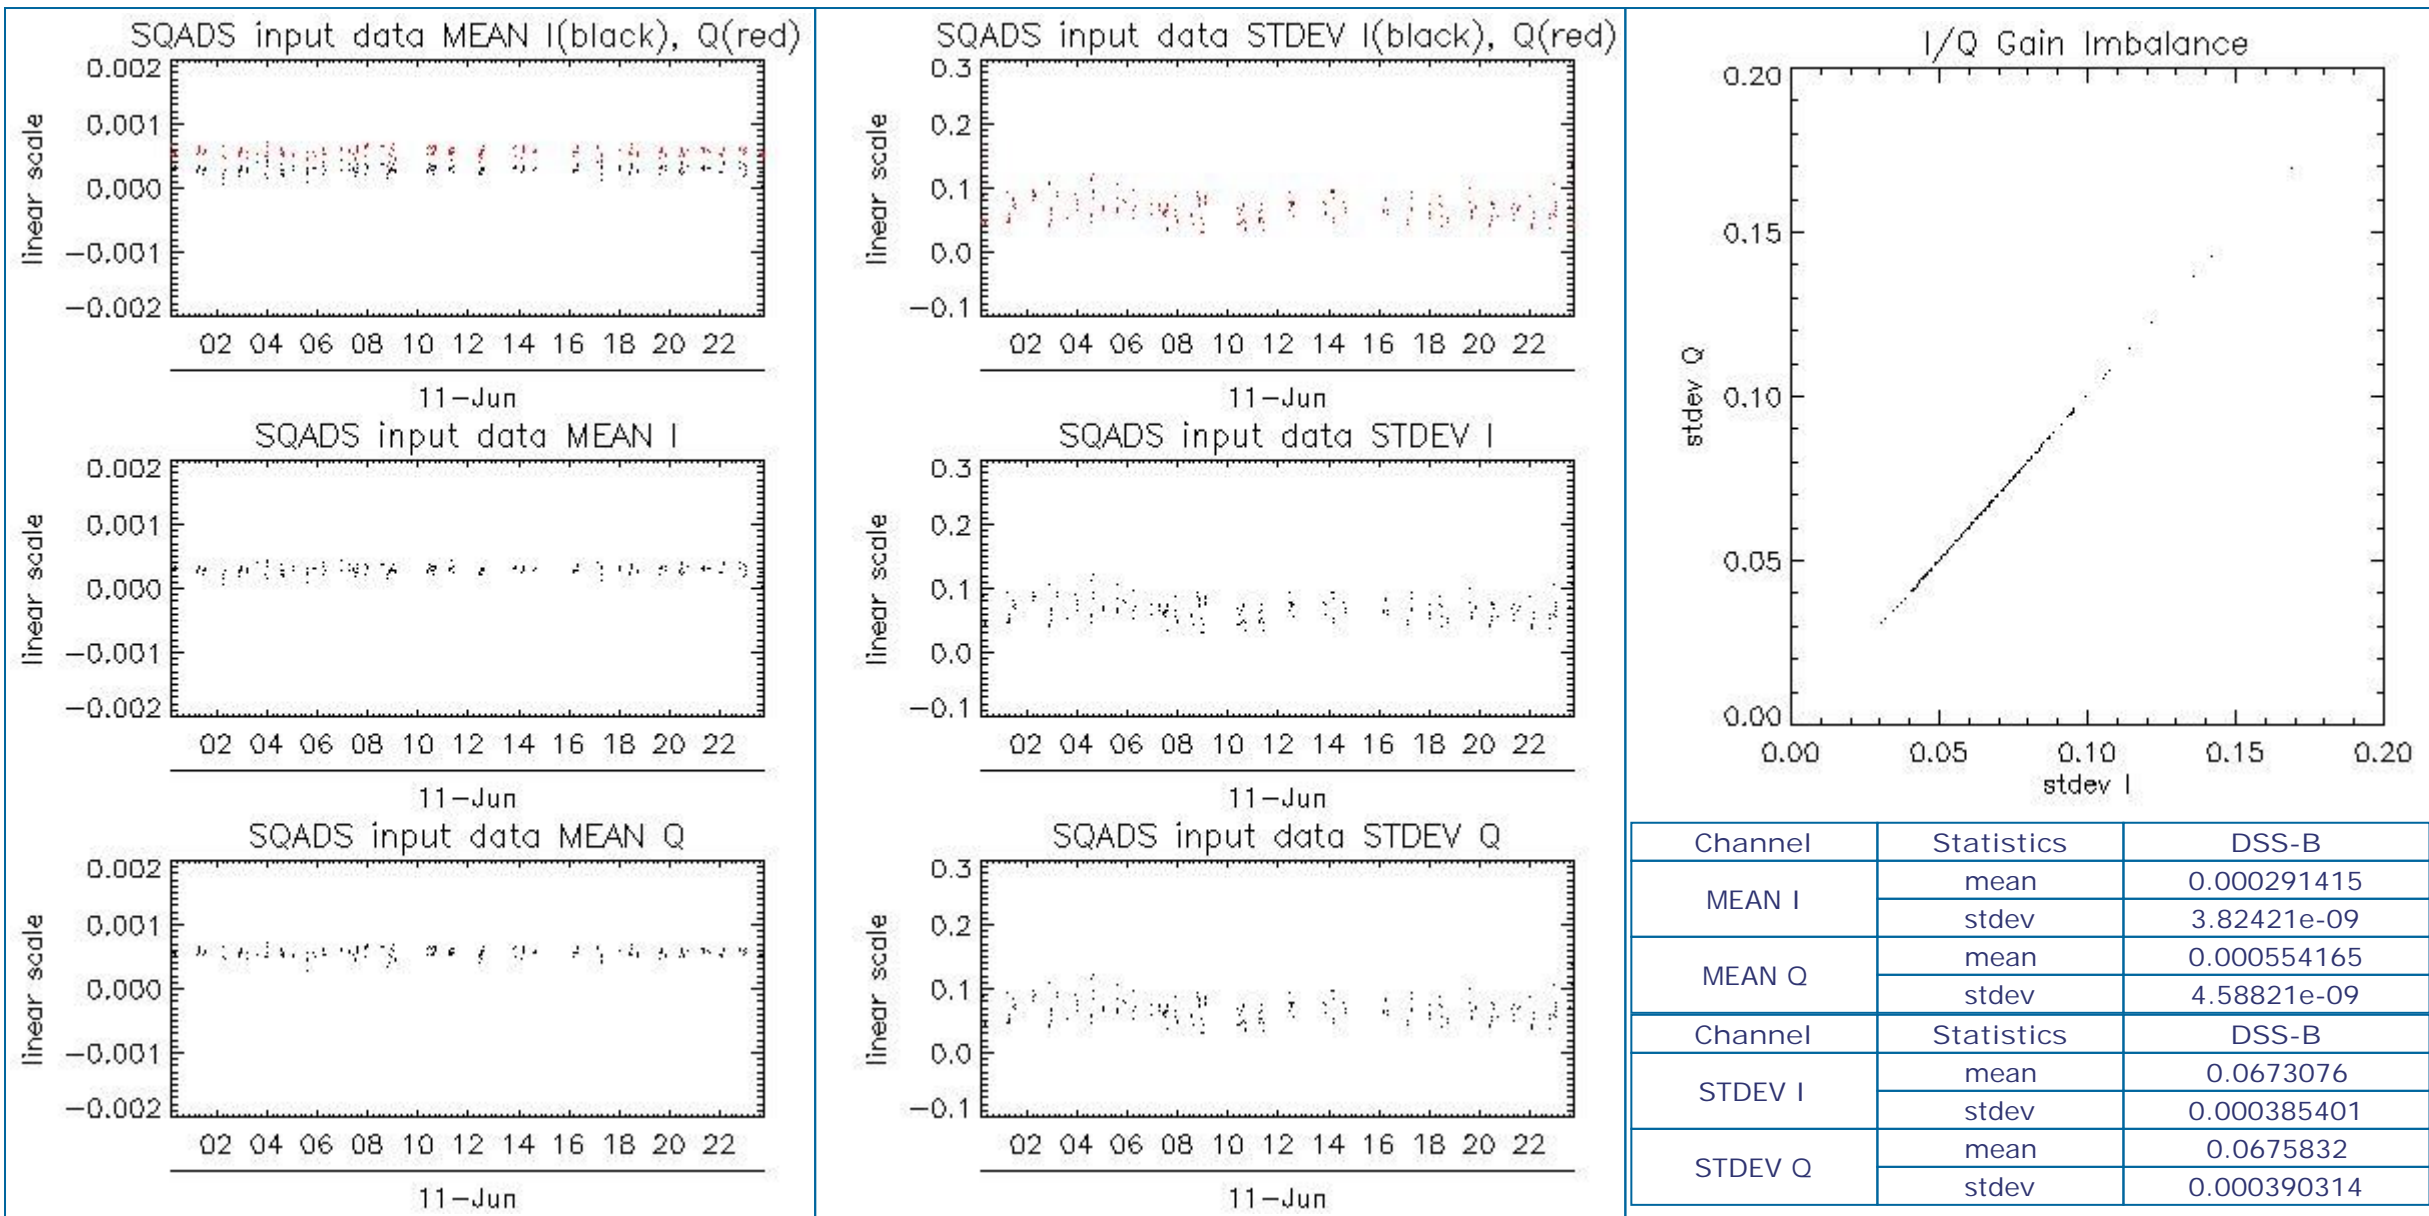 SQADS input data MEAN I(black), Q(red)
linear scale
0.002
0.001
0.000
-0.001
-0.002
02 04 06 08 10 12 14 16 18 20 22
11-Jun
SQADS input data MEAN I
linear scale
0.002
0.001
0.000
-0.001
-0.002
02 04 06 08 10 12 14 16 18 20 22
11-Jun
SQADS input data MEAN Q
linear scale
0.002
0.001
0.000
-0.001
-0.002
02 04 06 08 10 12 14 16 18 20 22
11-Jun
SQADS input data STDEV I(black), Q(red)
linear scale
0.3
0.2
0.1
0.0
-0.1
02 04 06 08 10 12 14 16 18 20 22
11-Jun
SQADS input data STDEV I
linear scale
0.3
0.2
0.1
0.0
-0.1
02 04 06 08 10 12 14 16 18 20 22
11-Jun
SQADS input data STDEV Q
linear scale
0.3
0.2
0.1
0.0
-0.1
02 04 06 08 10 12 14 16 18 20 22
11-Jun
I/Q Gain Imbalance
stdev Q
0.20
0.15
0.10
0.05
0.00
0.00 0.05 0.10 0.15 0.20
stdev I
Channel Statistics DSS-B
MEAN I mean 0.000291415
stdev 3.82421e-09
MEAN Q mean 0.000554165
stdev 4.58821e-09
Channel Statistics DSS-B
STDEV I mean 0.0673076
stdev 0.000385401
STDEV Q mean 0.0675832
stdev 0.000390314